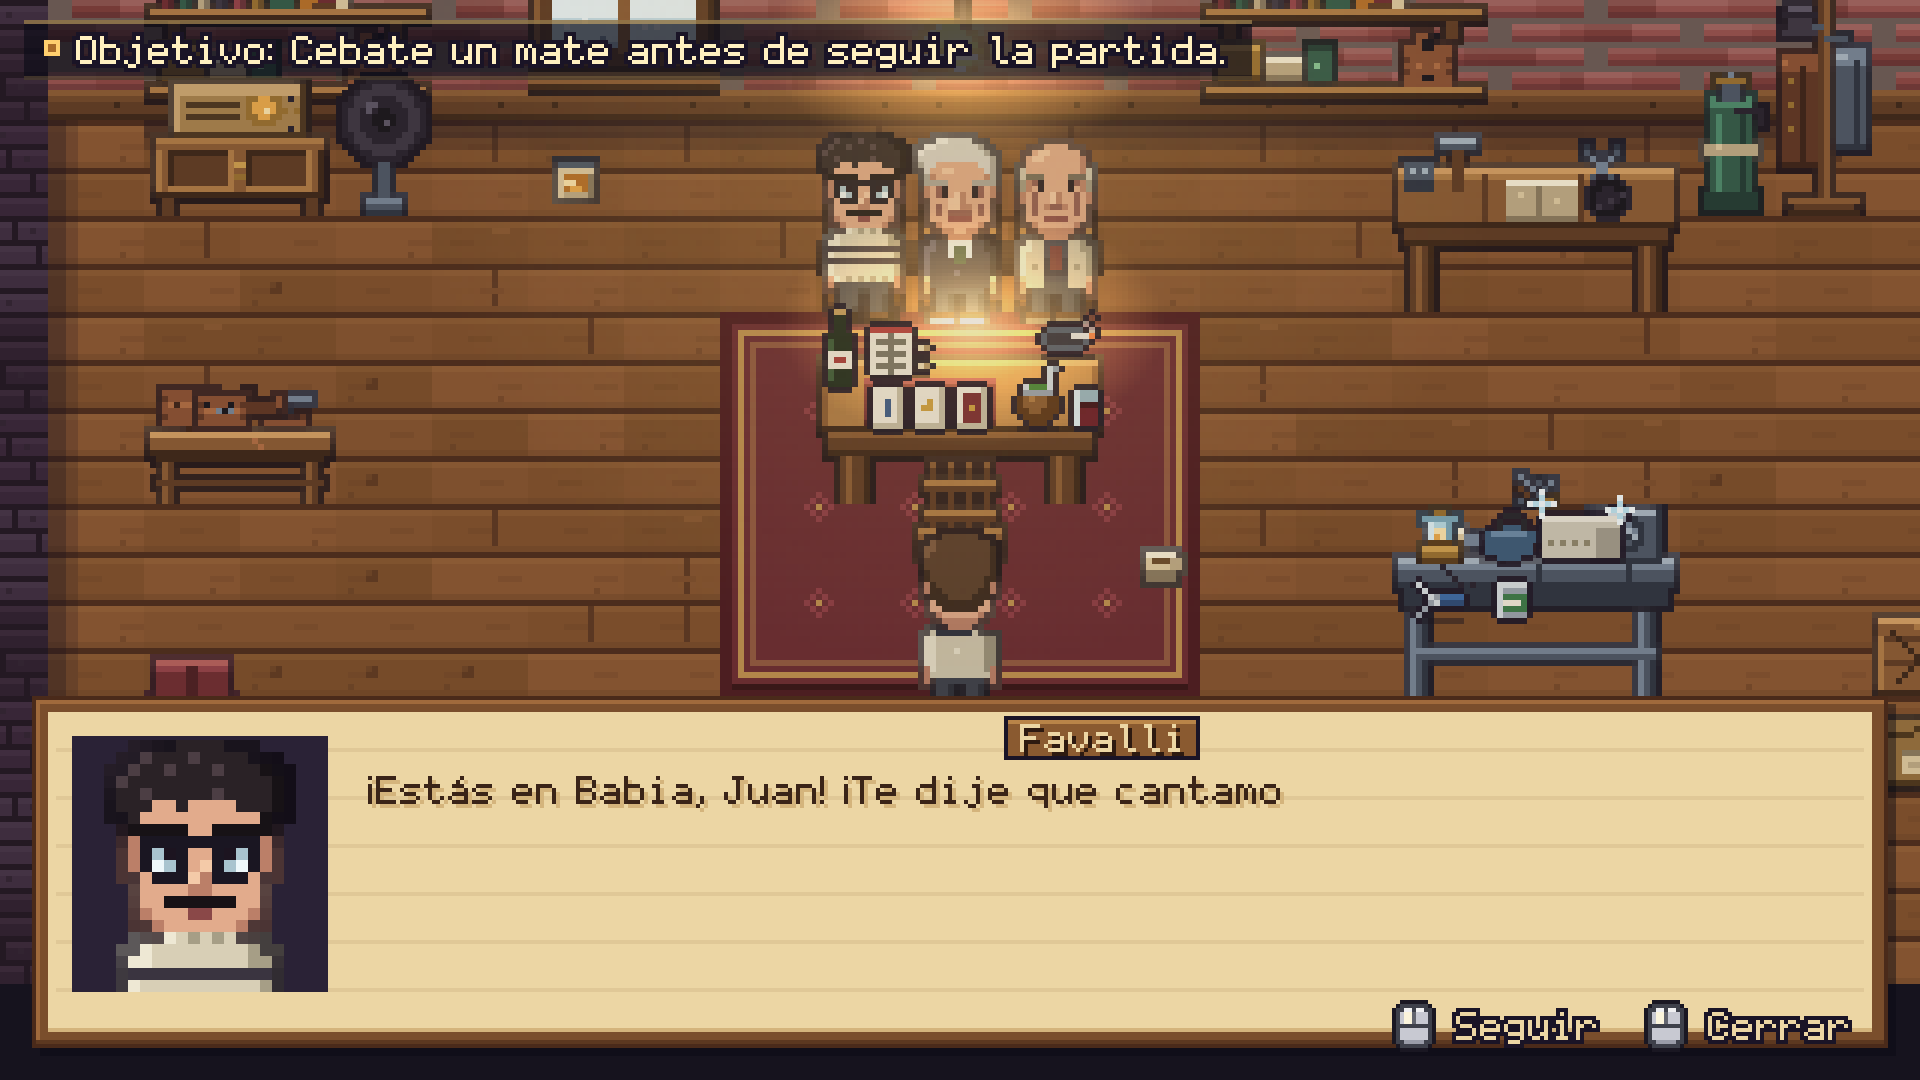 Objetivo: Cebate un mate antes de seguir la partida.
Favalli
¡Estás en Babia, Juan! ¡Te dije que cantamo
Seguir
Cerrar